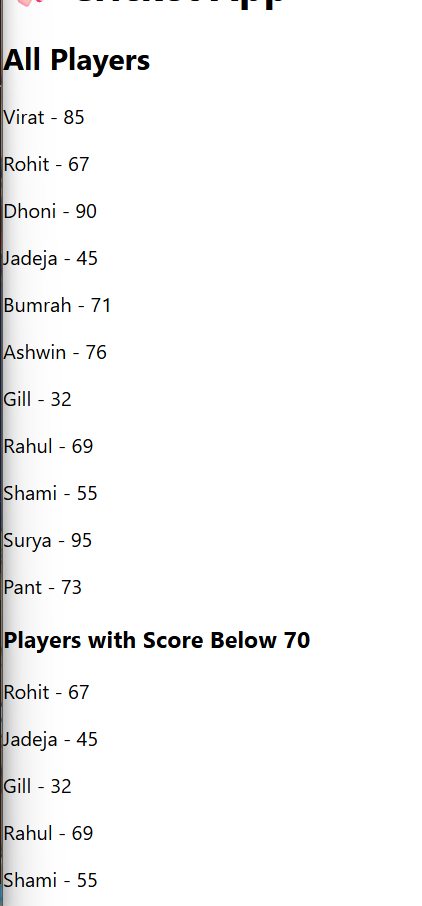 All Players
Virat - 85
Rohit - 67
Dhoni - 90
Jadeja - 45
Bumrah - 71
Ashwin - 76
Gill - 32
Rahul - 69
Shami - 55
Surya - 95
Pant - 73
Players with Score Below 70
Rohit - 67
Jadeja - 45
Gill - 32
Rahul - 69
Shami - 55